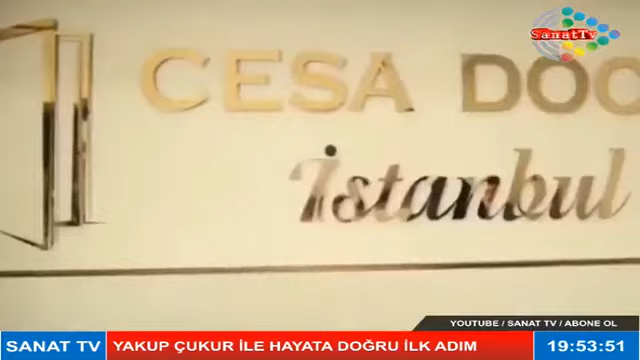 SanatTv
CESA DOO
İstanbul
YOUTUBE / SANAT TV / ABONE OL
SANAT TV
YAKUP ÇUKUR İLE HAYATA DOĞRU İLK ADIM
19:53:51